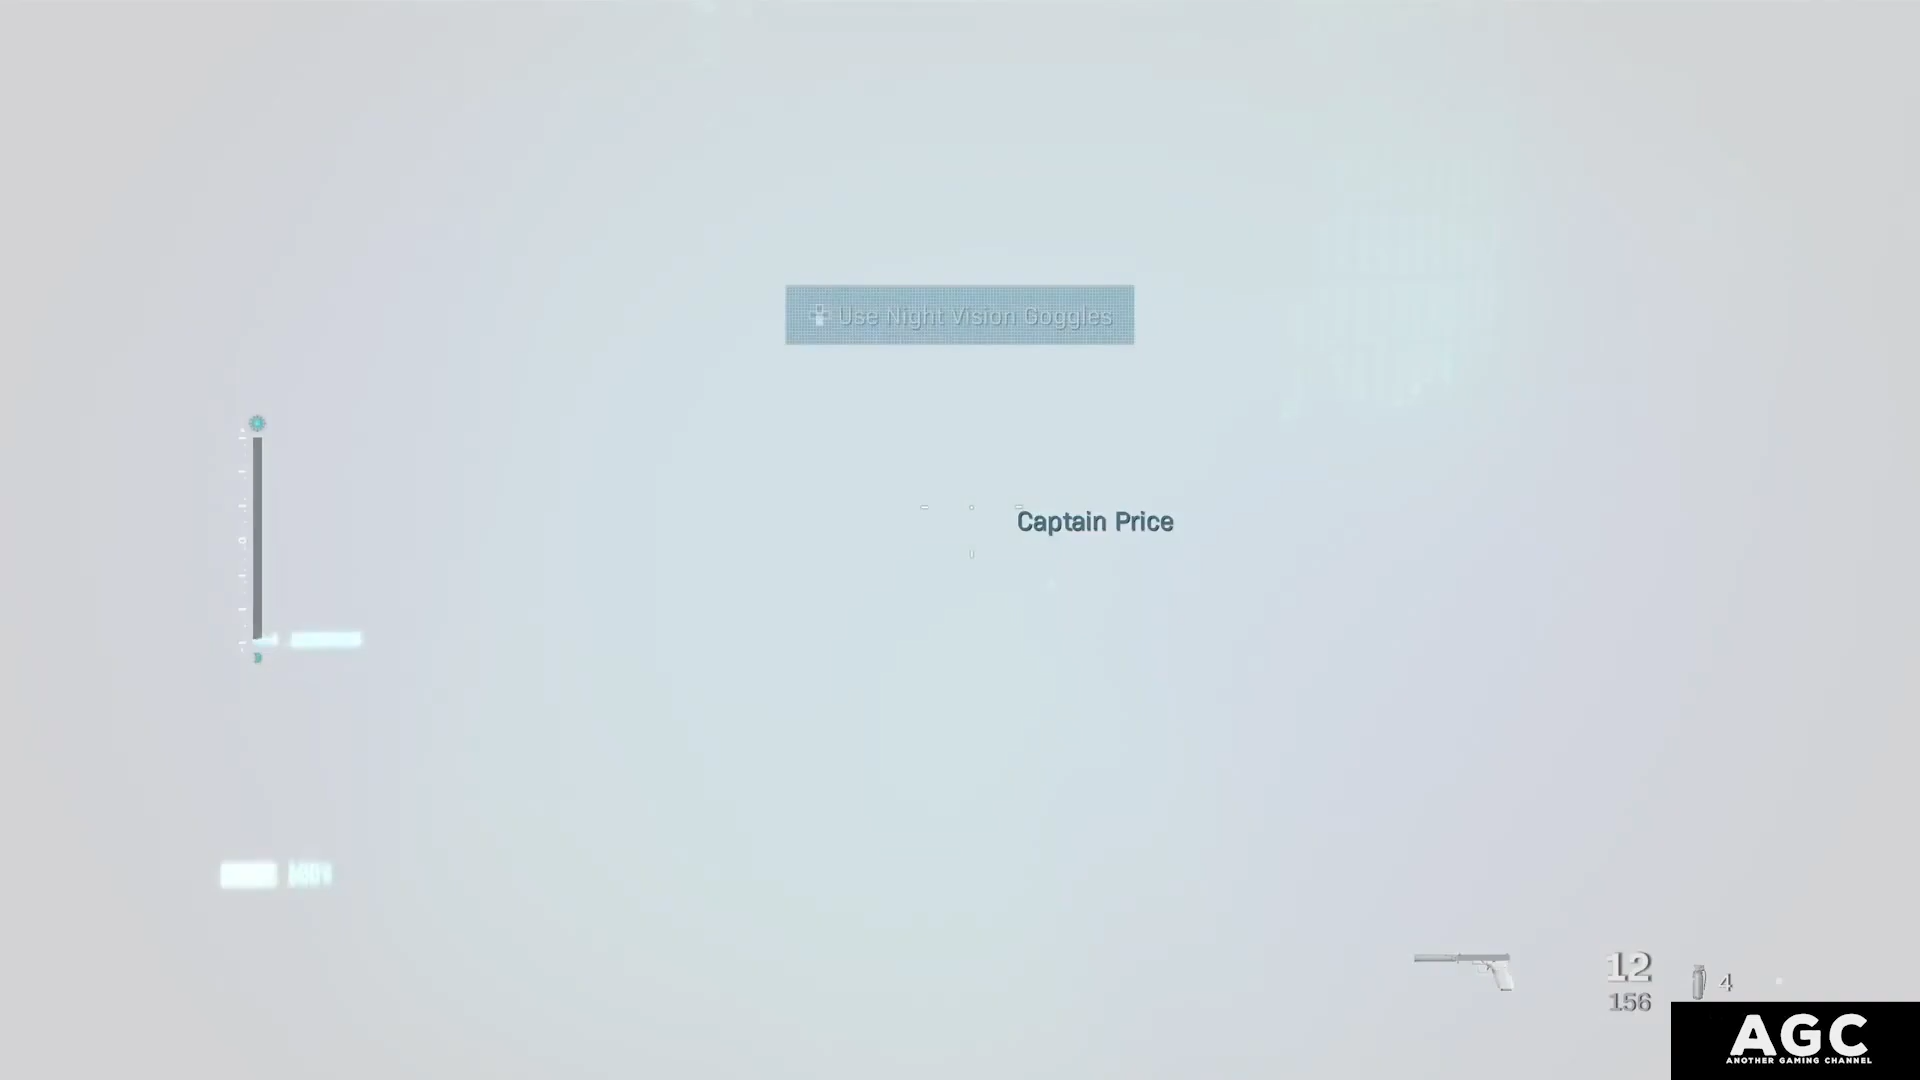 Use Night Vision Goggles
Captain Price
12
156
4
AGC
ANOTHER GAMING CHANNEL